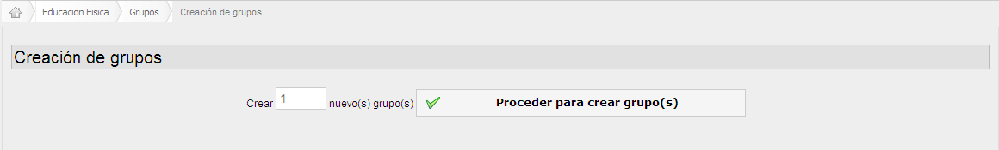 Educacion Fisica Grupos Creación de grupos
Creación de grupos
Crear 1 nuevo(s) grupo(s) Proceder para crear grupo(s)